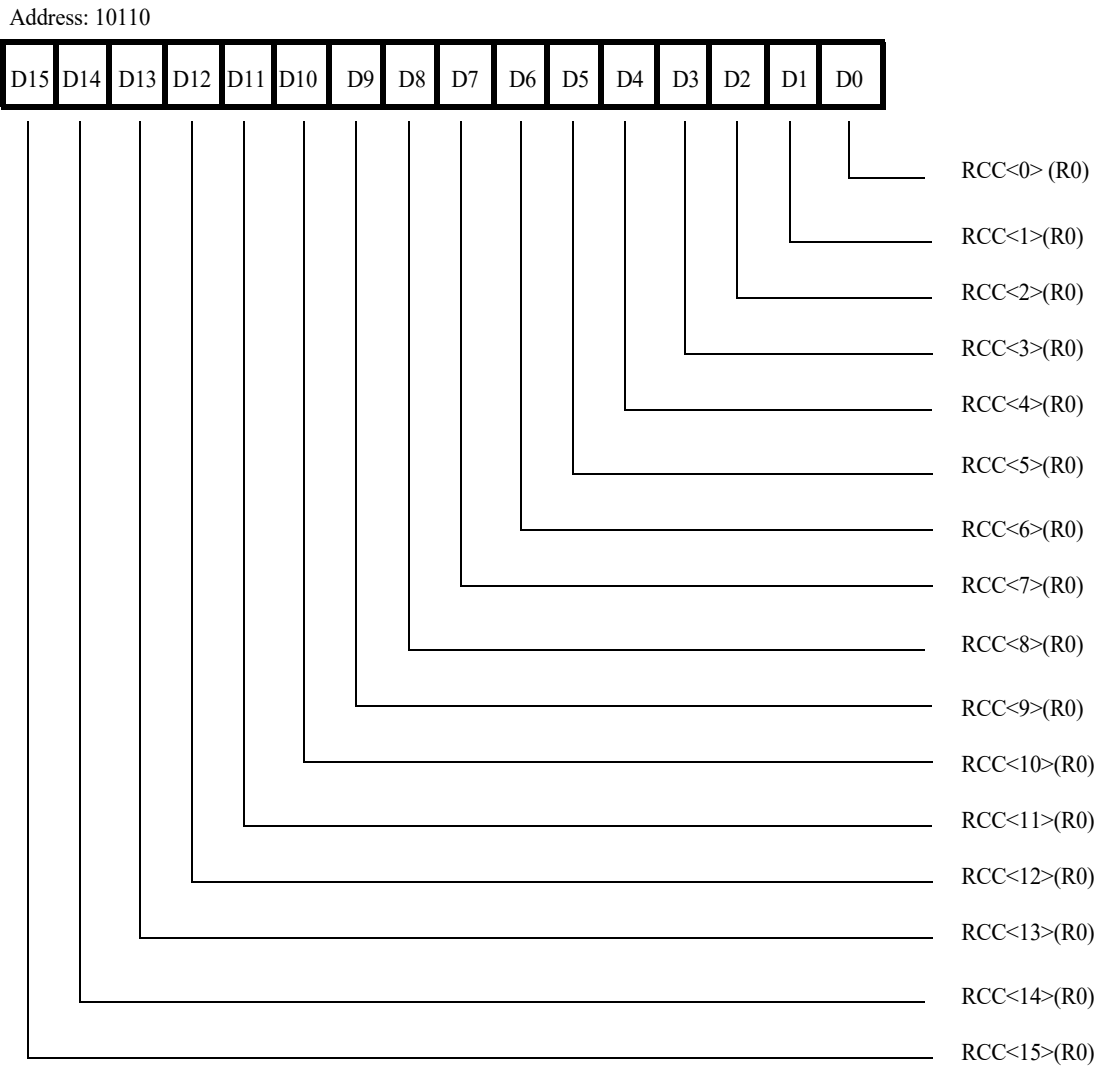 Address: 10110
D15 D14 D13 D12 D11 D10 D9 D8 D7 D6 D5 D4 D3 D2 D1 D0
RCC<0> (R0)
RCC<1>(R0)
RCC<2>(R0)
RCC<3>(R0)
RCC<4>(R0)
RCC<5>(R0)
RCC<6>(R0)
RCC<7>(R0)
RCC<8>(R0)
RCC<9>(R0)
RCC<10>(R0)
RCC<11>(R0)
RCC<12>(R0)
RCC<13>(R0)
RCC<14>(R0)
RCC<15>(R0)